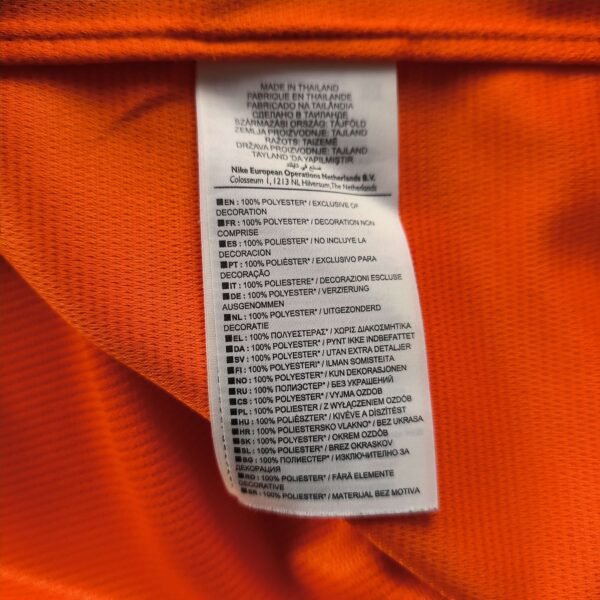 MADE IN THAILAND
FABRIQUE EN THAILANDE
FABRICADO NA TAILÂNDIA
СДЕЛАНО В ТАИЛАНДЕ
SZÁRMAZÁSI ORSZÁG: TÁJFÖLD
ZEMLJA PROIZVODNJE: TAJLAND
RAŽOTS: TAIZEMĒ
DRŽAVA PROIZVODNJE: TAJLAND
TAYLAND 'DA YAPILMIŞTIR
صنع في تايلاند
Nike European Operations Netherlands B.V.
Colosseum 1, 1213 NL Hilversum, The Netherlands
EN : 100% POLYESTER* / EXCLUSIVE OF
DECORATION
FR : 100% POLYESTER* / DECORATION NON
COMPRISE
ES : 100% POLIESTER* / NO INCLUYE LA
DECORACION
PT : 100% POLIÉSTER* / EXCLUSIVO PARA
DECORAÇÃO
IT : 100% POLIESTERE* / DECORAZIONI ESCLUSE
DE : 100% POLYESTER* / VERZIERUNG
AUSGENOMMEN
NL : 100% POLYESTER* / UITGEZONDERD
DECORATIE
EL : 100% ΠΟΛΥΕΣΤΕΡΑΣ* / ΧΩΡΙΣ ΔΙΑΚΟΣΜΗΤΙΚΑ
DA : 100% POLYESTER* / PYNT IKKE INDBEFATTET
SV : 100% POLYESTER* / UTAN EXTRA DETALJER
FI : 100% POLYESTERI* / ILMAN SOMISTEITA
NO : 100% POLYESTER* / KUN DEKORASJONEN
RU : 100% ПОЛИЭСТЕР* / БЕЗ УКРАШЕНИЙ
CS : 100% POLYESTER* / VYJMA OZDOB
PL : 100% POLIESTER / Z WYŁĄCZENIEM OZDÓB
HU : 100% POLIÉSZTER* / KIVÉVE A DÍSZÍTÉST
HR : 100% POLIESTERSKO VLAKNO* / BEZ UKRASA
SK : 100% POLYESTER* / OKREM OZDÔB
SL : 100% POLIESTER* / BREZ OKRASKOV
BG : 100% ПОЛИЕСТЕР* / ИЗКЛЮЧИТЕЛНО ЗА
ДЕКОРАЦИЯ
RO : 100% POLIESTER* / FĂRĂ ELEMENTE
DECORATIVE
SR : 100% POLIESTER* / MATERIJAL BEZ MOTIVA